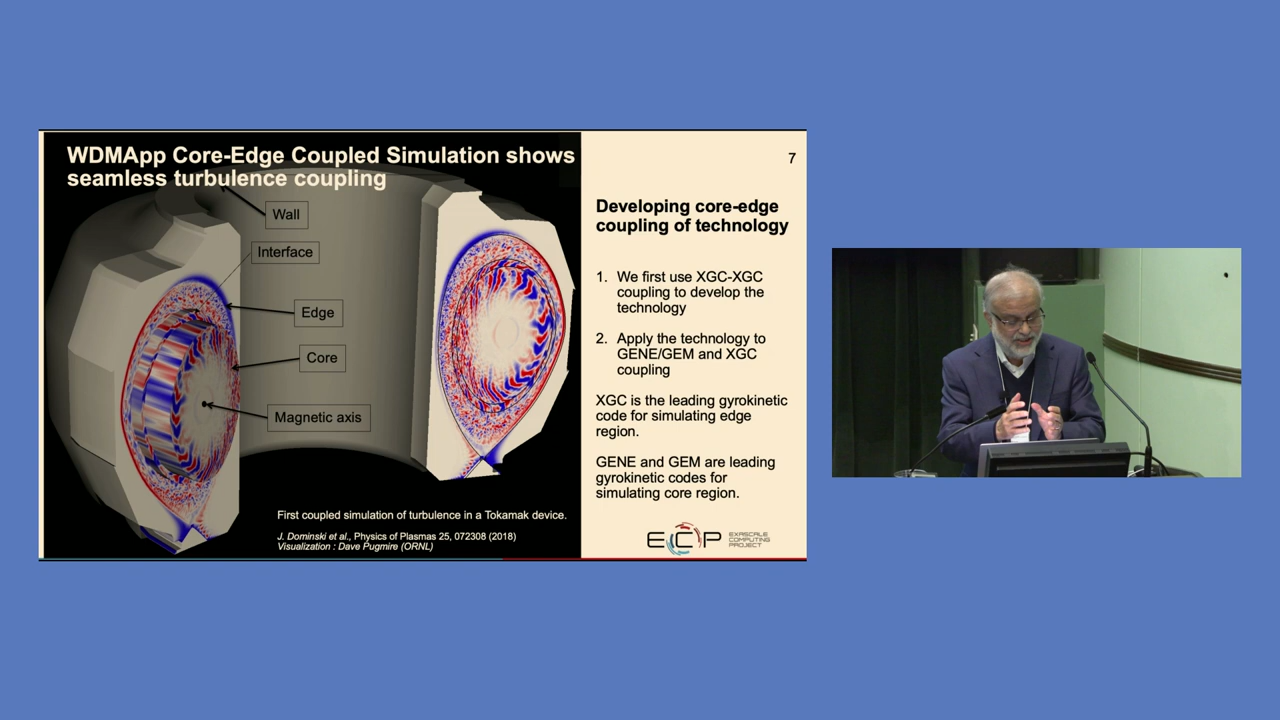 WDMApp Core-Edge Coupled Simulation shows
seamless turbulence coupling
Wall
Interface
Edge
Core
Magnetic axis
First coupled simulation of turbulence in a Tokamak device.
J. Dominski et al., Physics of Plasmas 25, 072308 (2018)
Visualization : Dave Pugmire (ORNL)
7
Developing core-edge
coupling of technology
1. We first use XGC-XGC
coupling to develop the
technology
2. Apply the technology to
GENE/GEM and XGC
coupling
XGC is the leading gyrokinetic
code for simulating edge
region.
GENE and GEM are leading
gyrokinetic codes for
simulating core region.
ECP
EXASCALE
COMPUTING
PROJECT